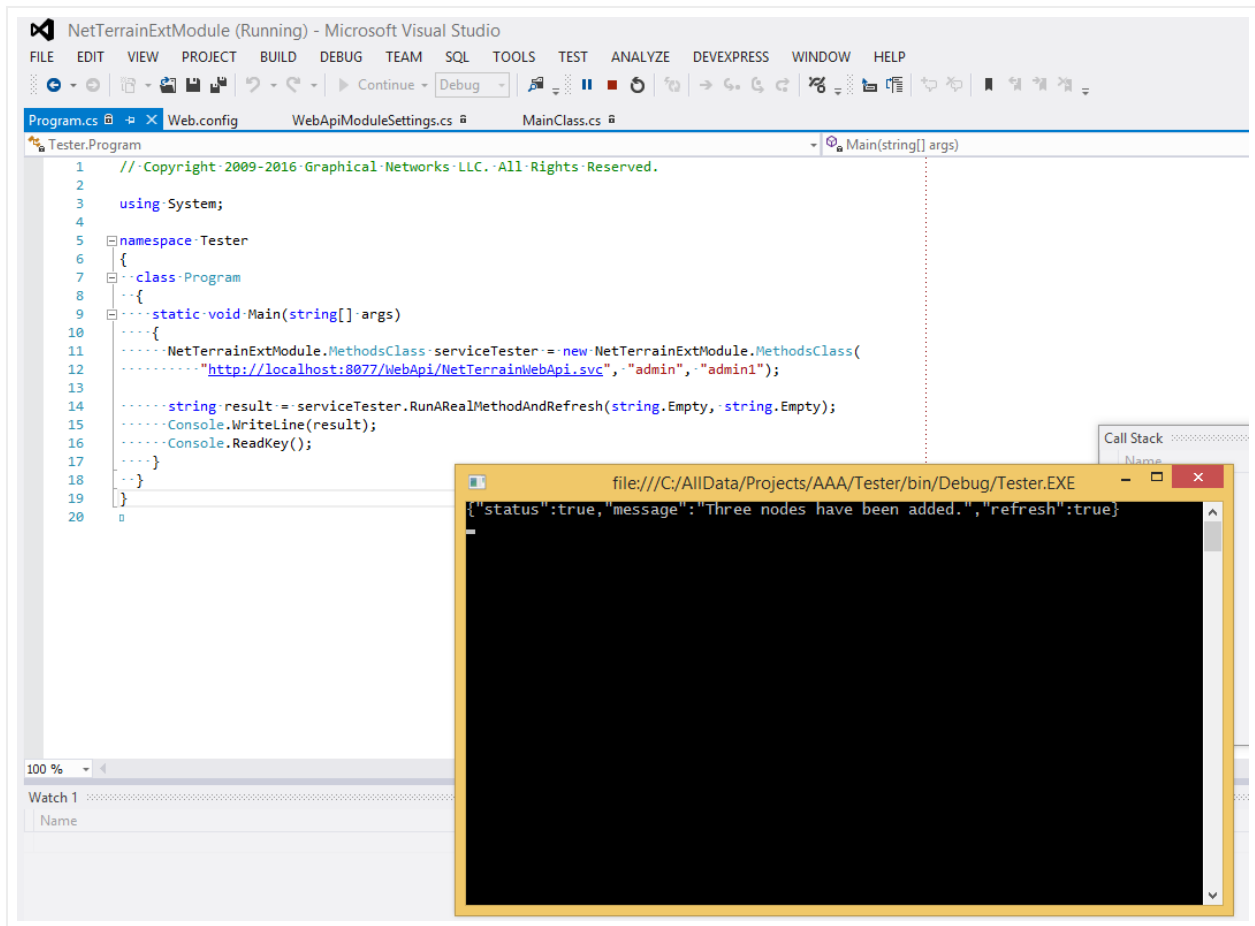 NetTerrainExtModule (Running) - Microsoft Visual Studio
FILE EDIT VIEW PROJECT BUILD DEBUG TEAM SQL TOOLS TEST ANALYZE DEVEXPRESS WINDOW HELP
Continue Debug
Program.cs Web.config WebApiModuleSettings.cs MainClass.cs
Tester.Program Main(string[] args)
1 // Copyright 2009-2016 Graphical Networks LLC. All Rights Reserved.
2
3 using System;
4
5 namespace Tester
6 {
7 class Program
8 {
9 static void Main(string[] args)
10 {
11 NetTerrainExtModule.MethodsClass serviceTester = new NetTerrainExtModule.MethodsClass(
12 "http://localhost:8077/WebApi/NetTerrainWebApi.svc", "admin", "admin1");
13
14 string result = serviceTester.RunARealMethodAndRefresh(string.Empty, string.Empty);
15 Console.WriteLine(result);
16 Console.ReadKey();
17 }
18 }
19 }
20
Call Stack
Name
file:///C:/AllData/Projects/AAA/Tester/bin/Debug/Tester.EXE
{"status":true,"message":"Three nodes have been added.","refresh":true}
100 %
Watch 1
Name